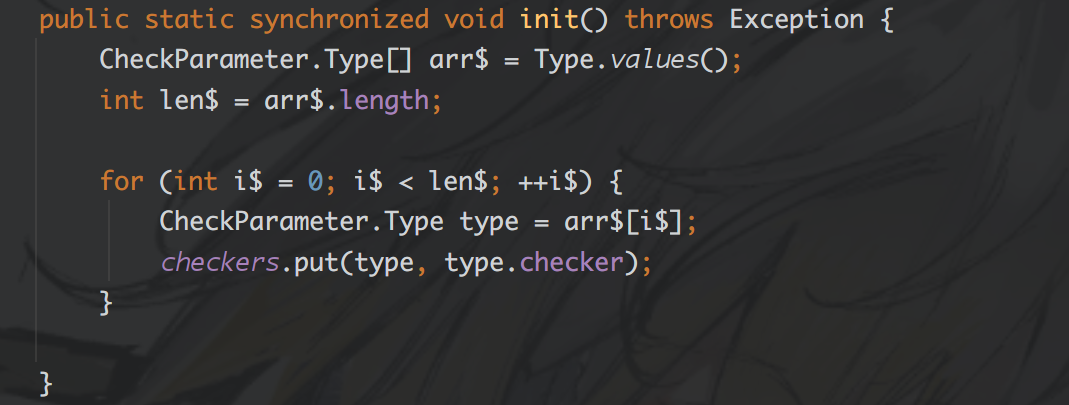 public static synchronized void init() throws Exception {
CheckParameter.Type[] arr$ = Type.values();
int len$ = arr$.length;
for (int i$ = 0; i$ < len$; ++i$) {
CheckParameter.Type type = arr$[i$];
checkers.put(type, type.checker);
}
}